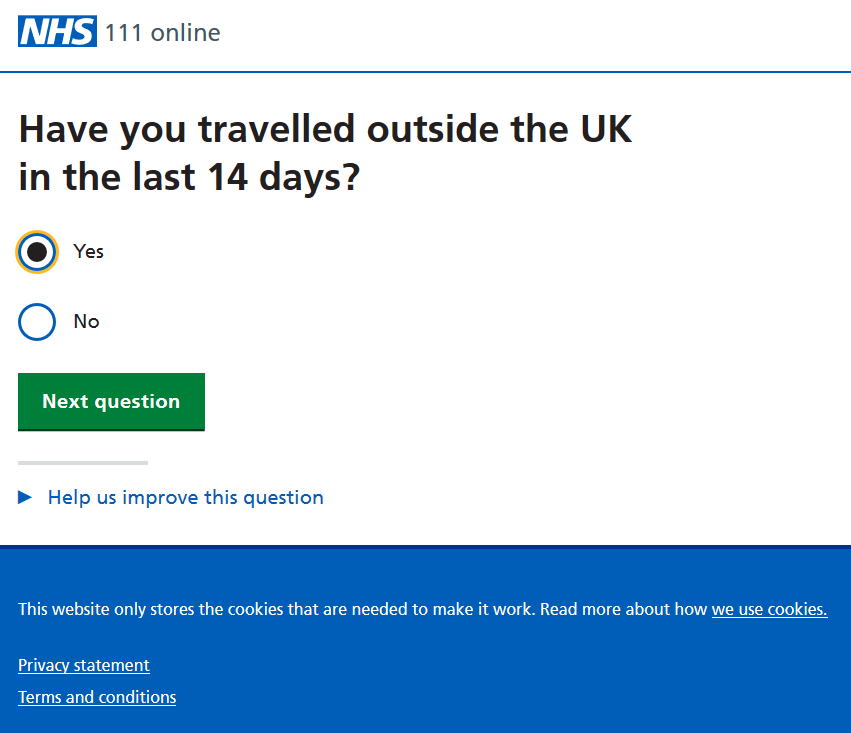 NHS 111 online
Have you travelled outside the UK
in the last 14 days?
Yes
No
Next question
Help us improve this question
This website only stores the cookies that are needed to make it work. Read more about how we use cookies.
Privacy statement
Terms and conditions